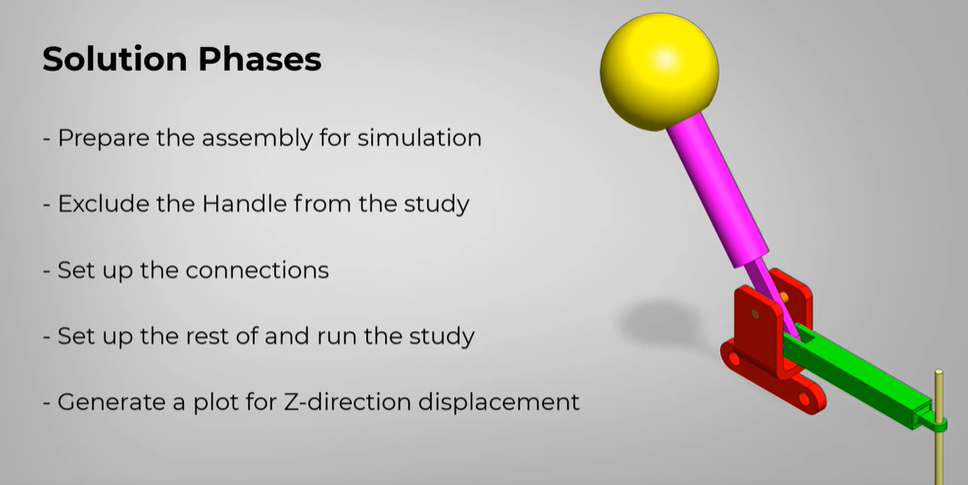 Solution Phases
- Prepare the assembly for simulation
- Exclude the Handle from the study
- Set up the connections
- Set up the rest of and run the study
- Generate a plot for Z-direction displacement